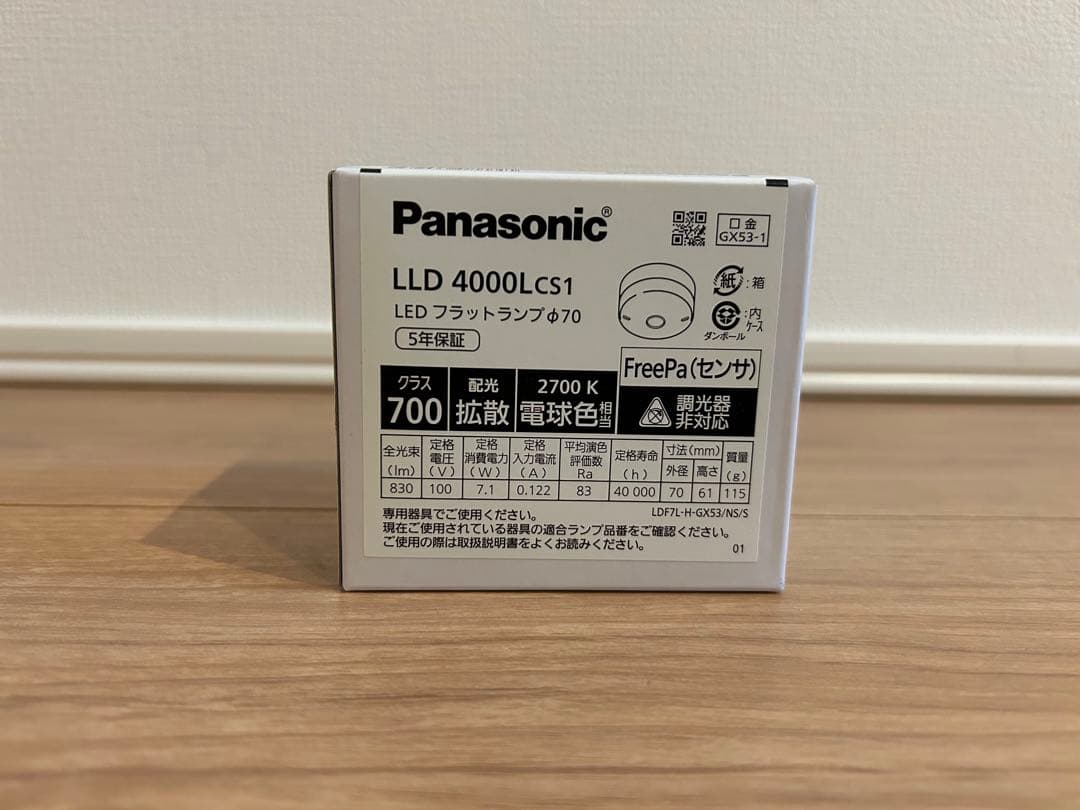 Panasonic®
口金
GX53-1
LLD 4000LCS1
LED フラットランプφ70
5年保証
紙 :箱
:内ケース
ダンボール
FreePa(センサ)
クラス
700
配光
拡散
2700 K
電球色相当
調光器
非対応
全光束(lm) 定格電圧(V) 定格消費電力(W) 定格入力電流(A) 平均演色評価数Ra 定格寿命(h) 寸法(mm) 外径 高さ 質量(g)
830 100 7.1 0.122 83 40 000 70 61 115
LDF7L-H-GX53/NS/S
専用器具でご使用ください。
現在ご使用されている器具の適合ランプ品番をご確認ください。
ご使用の際は取扱説明書をよくお読みください。
01